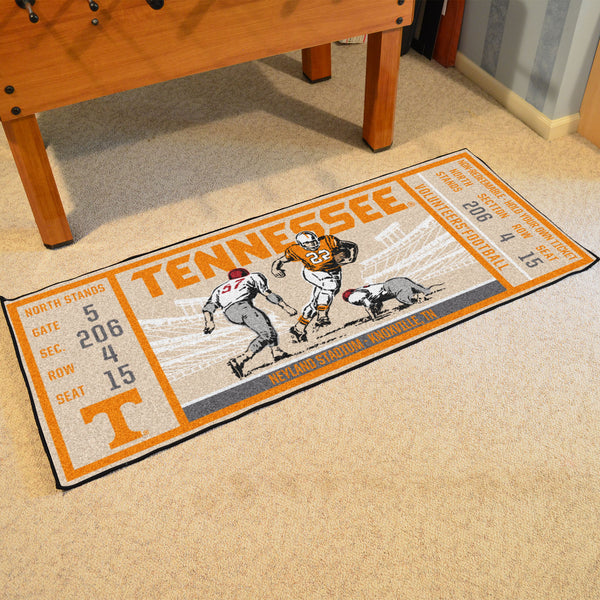 NORTH STANDS
GATE 5
SEC. 206
ROW 4
SEAT 15
T
TENNESSEE
22
57
NEYLAND STADIUM - KNOXVILLE TN
VOLUNTEERS FOOTBALL
NORTH STANDS
SECITON 206
ROW 4
SEAT 15